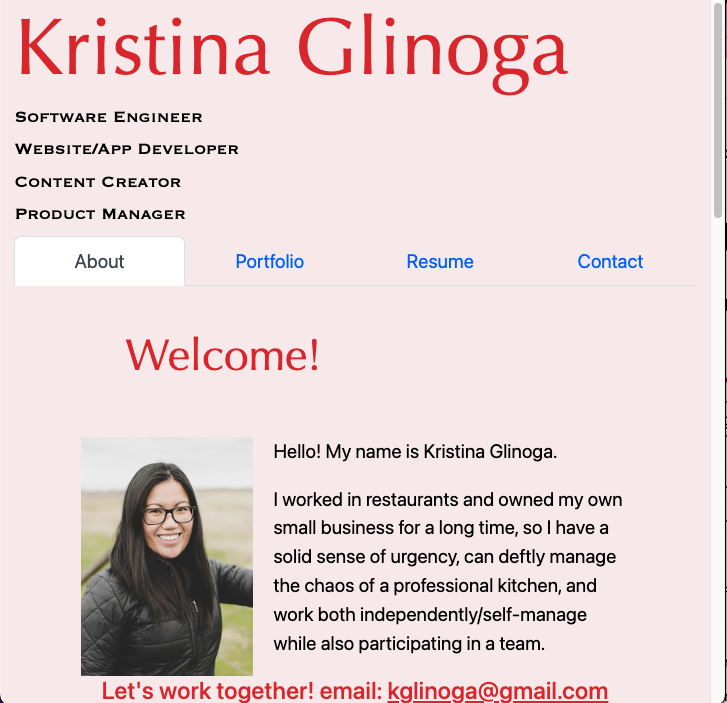 Kristina Glinoga
Software Engineer
Website/App Developer
Content Creator
Product Manager
About Portfolio Resume Contact
Welcome!
Hello! My name is Kristina Glinoga.
I worked in restaurants and owned my own
small business for a long time, so I have a
solid sense of urgency, can deftly manage
the chaos of a professional kitchen, and
work both independently/self-manage
while also participating in a team.
Let's work together! email: kglinoga@gmail.com